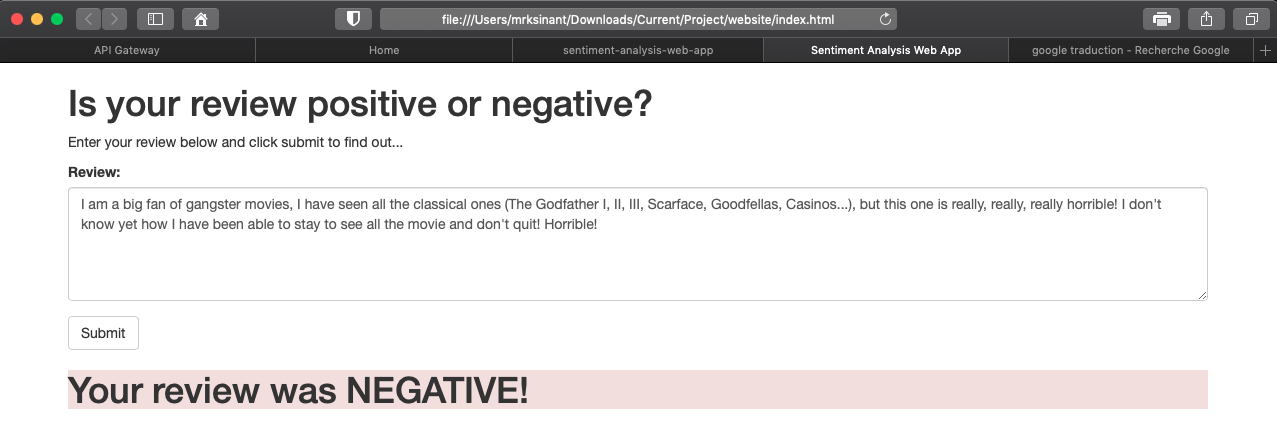 file:///Users/mrksinant/Downloads/Current/Project/website/index.html
API Gateway Home sentiment-analysis-web-app Sentiment Analysis Web App google traduction - Recherche Google
Is your review positive or negative?
Enter your review below and click submit to find out...
Review:
I am a big fan of gangster movies, I have seen all the classical ones (The Godfather I, II, III, Scarface, Goodfellas, Casinos...), but this one is really, really, really horrible! I don't
know yet how I have been able to stay to see all the movie and don't quit! Horrible!
Submit
Your review was NEGATIVE!